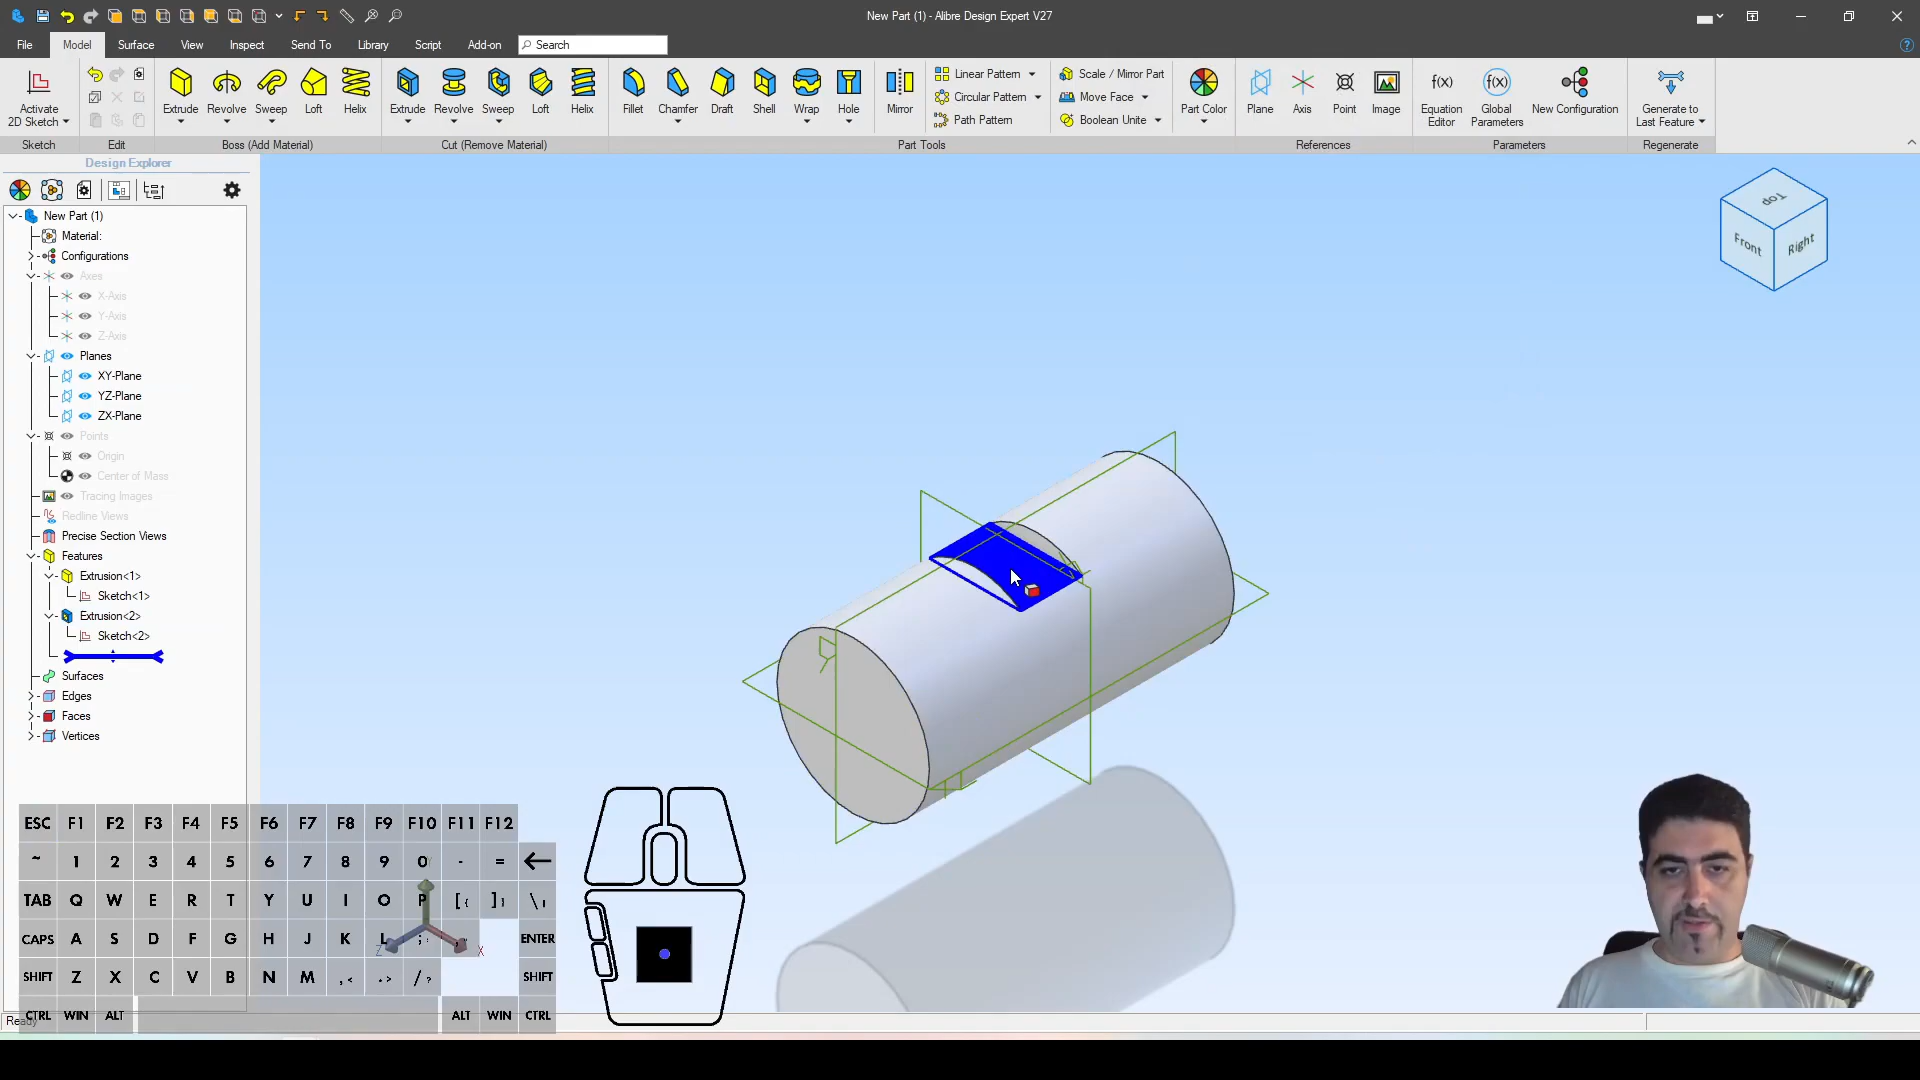 New Part (1) - Alibre Design Expert V27
File Model Surface View Inspect Send To Library Script Add-on Search
Activate
2D Sketch
Extrude Revolve Sweep Loft Helix
Extrude Revolve Sweep Loft Helix
Fillet Chamfer Draft Shell Wrap Hole
Mirror
Linear Pattern
Circular Pattern
Path Pattern
Scale / Mirror Part
Move Face
Boolean Unite
Part Color
Plane Axis Point Image
Equation
Editor
Global
Parameters
New Configuration
Generate to
Last Feature
Sketch Edit Boss (Add Material) Cut (Remove Material) Part Tools References Parameters Regenerate
Design Explorer
New Part (1)
Material:
Configurations
Axes
X-Axis
Y-Axis
Z-Axis
Planes
XY-Plane
YZ-Plane
ZX-Plane
Points
Origin
Center of Mass
Tracing Images
Redline Views
Precise Section Views
Features
Extrusion<1>
Sketch<1>
Extrusion<2>
Sketch<2>
Surfaces
Edges
Faces
Vertices
Top
Front Right
ESC F1 F2 F3 F4 F5 F6 F7 F8 F9 F10 F11 F12
~ 1 2 3 4 5 6 7 8 9 0 - =
TAB Q W E R T Y U I O P [{ ]} \|
CAPS A S D F G H J K L ;: ENTER
SHIFT Z X C V B N M ,< .> /? SHIFT
CTRL WIN ALT ALT WIN CTRL
Z X
Ready